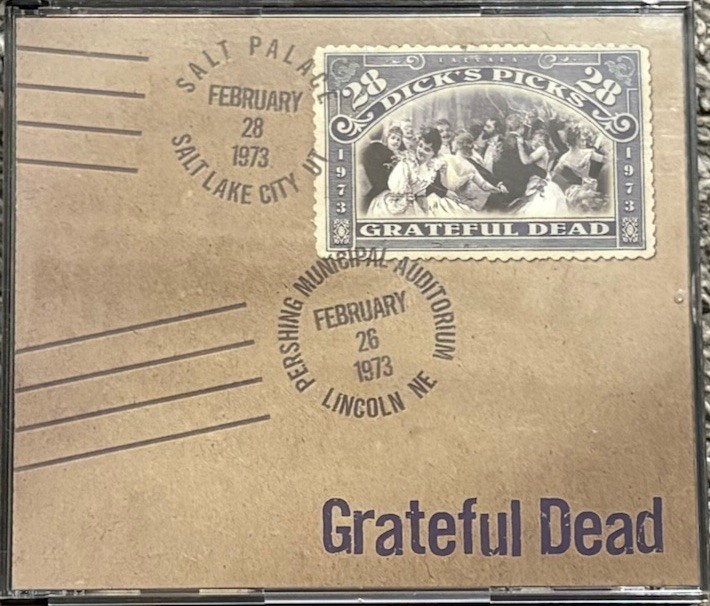 SALT PALACE
FEBRUARY
28
1973
SALT LAKE CITY UT
28 28
DICK'S PICKS
1973 1973
GRATEFUL DEAD
PERSHING MUNICIPAL AUDITORIUM
FEBRUARY
26
1973
LINCOLN NE
Grateful Dead